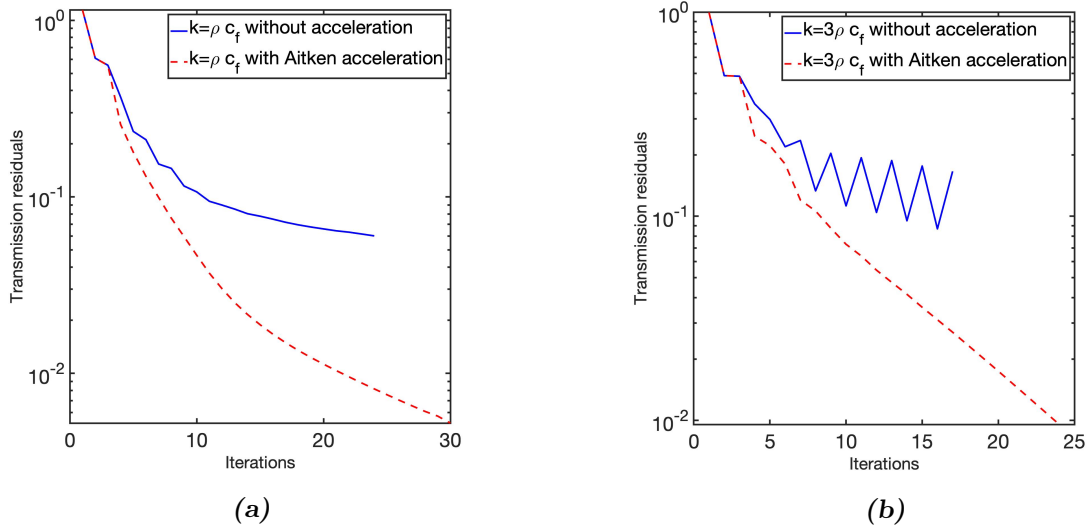 k=ρ c_f without acceleration
k=ρ c_f with Aitken acceleration
Transmission residuals
10^0
10^-1
10^-2
0
10
20
30
Iterations
(a)
k=3ρ c_f without acceleration
k=3ρ c_f with Aitken acceleration
Transmission residuals
10^0
10^-1
10^-2
0
5
10
15
20
25
Iterations
(b)